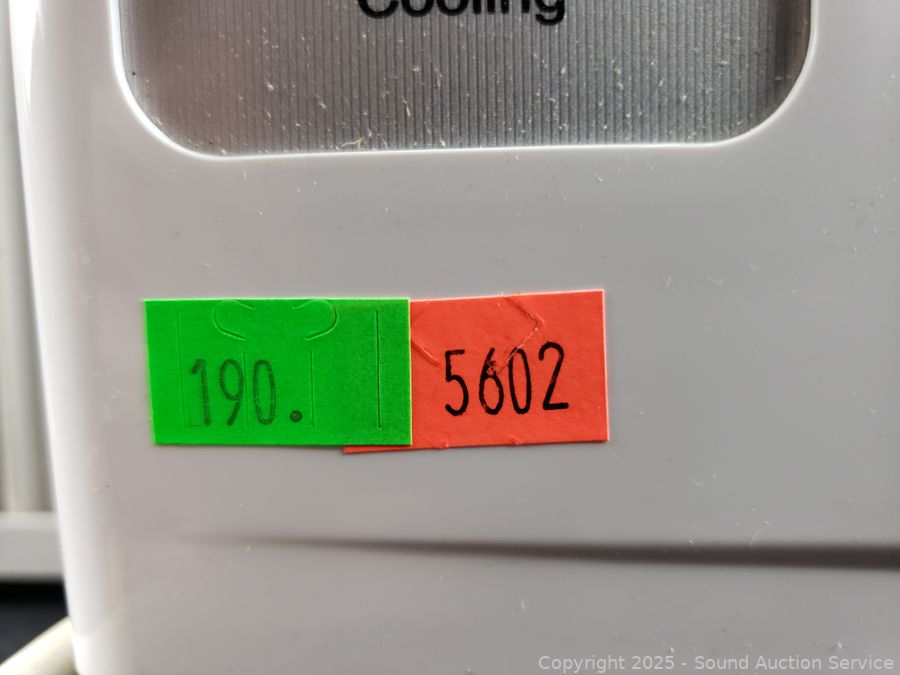 Cooling
190.
5602
Copyright 2025 - Sound Auction Service